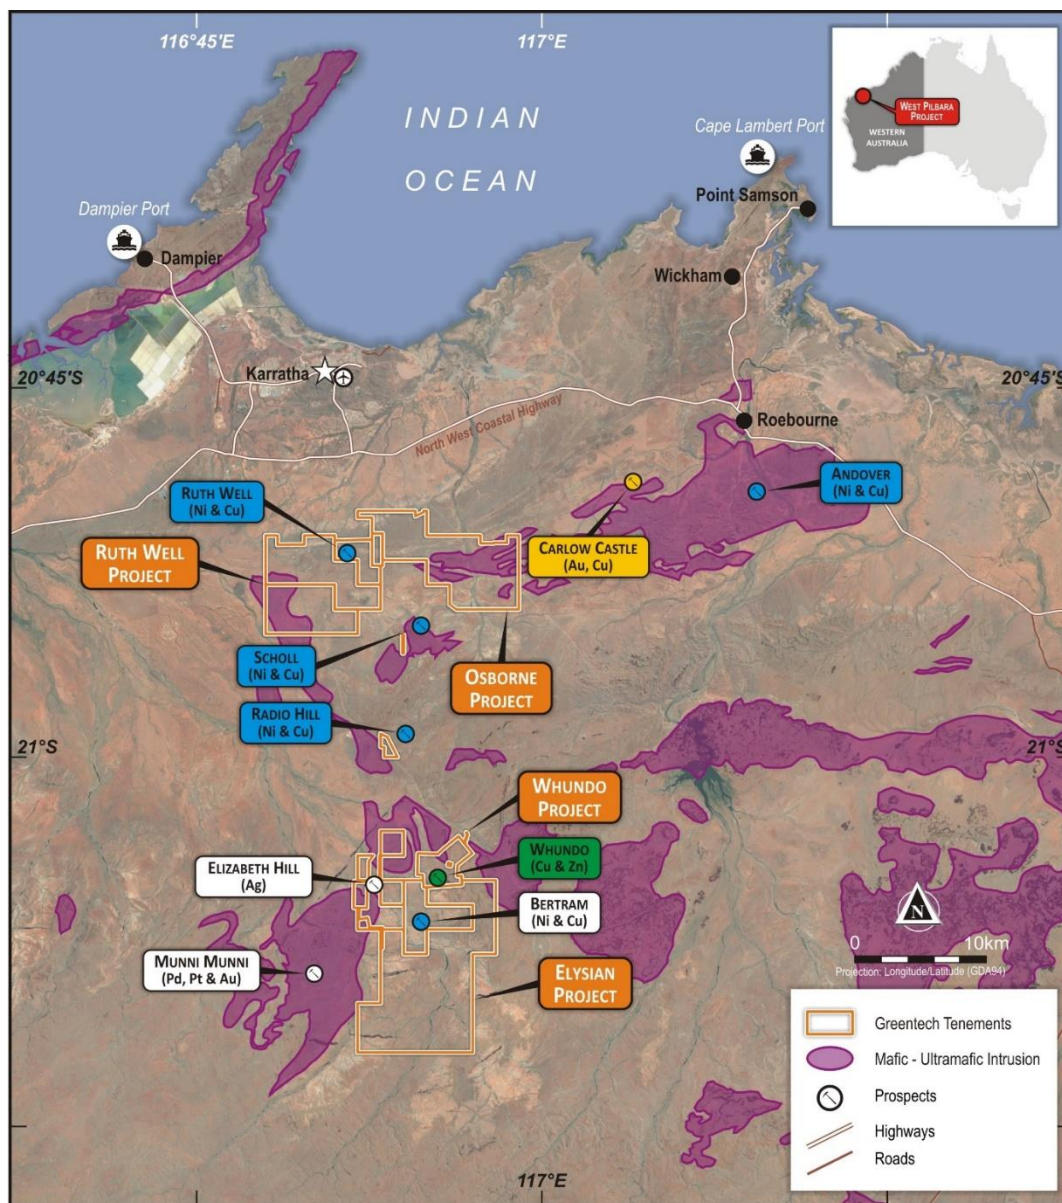 116°45'E
117°E
INDIAN
OCEAN
WEST PILBARA
PROJECT
WESTERN
AUSTRALIA
Cape Lambert Port
Point Samson
Dampier Port
Dampier
Wickham
Karratha
20°45'S
20°45'S
North West Coastal Highway
Roebourne
RUTH WELL
(Ni & Cu)
ANDOVER
(Ni & Cu)
RUTH WELL
PROJECT
CARLOW CASTLE
(Au, Cu)
SCHOLL
(Ni & Cu)
OSBORNE
PROJECT
RADIO HILL
(Ni & Cu)
21°S
21°S
WHUNDO
PROJECT
WHUNDO
(Cu & Zn)
ELIZABETH HILL
(Ag)
BERTRAM
(Ni & Cu)
N
MUNNI MUNNI
(Pd, Pt & Au)
0
10km
Projection: Longitude/Latitude (GDA94)
ELYSIAN
PROJECT
Greentech Tenements
Mafic - Ultramafic Intrusion
Prospects
Highways
Roads
117°E